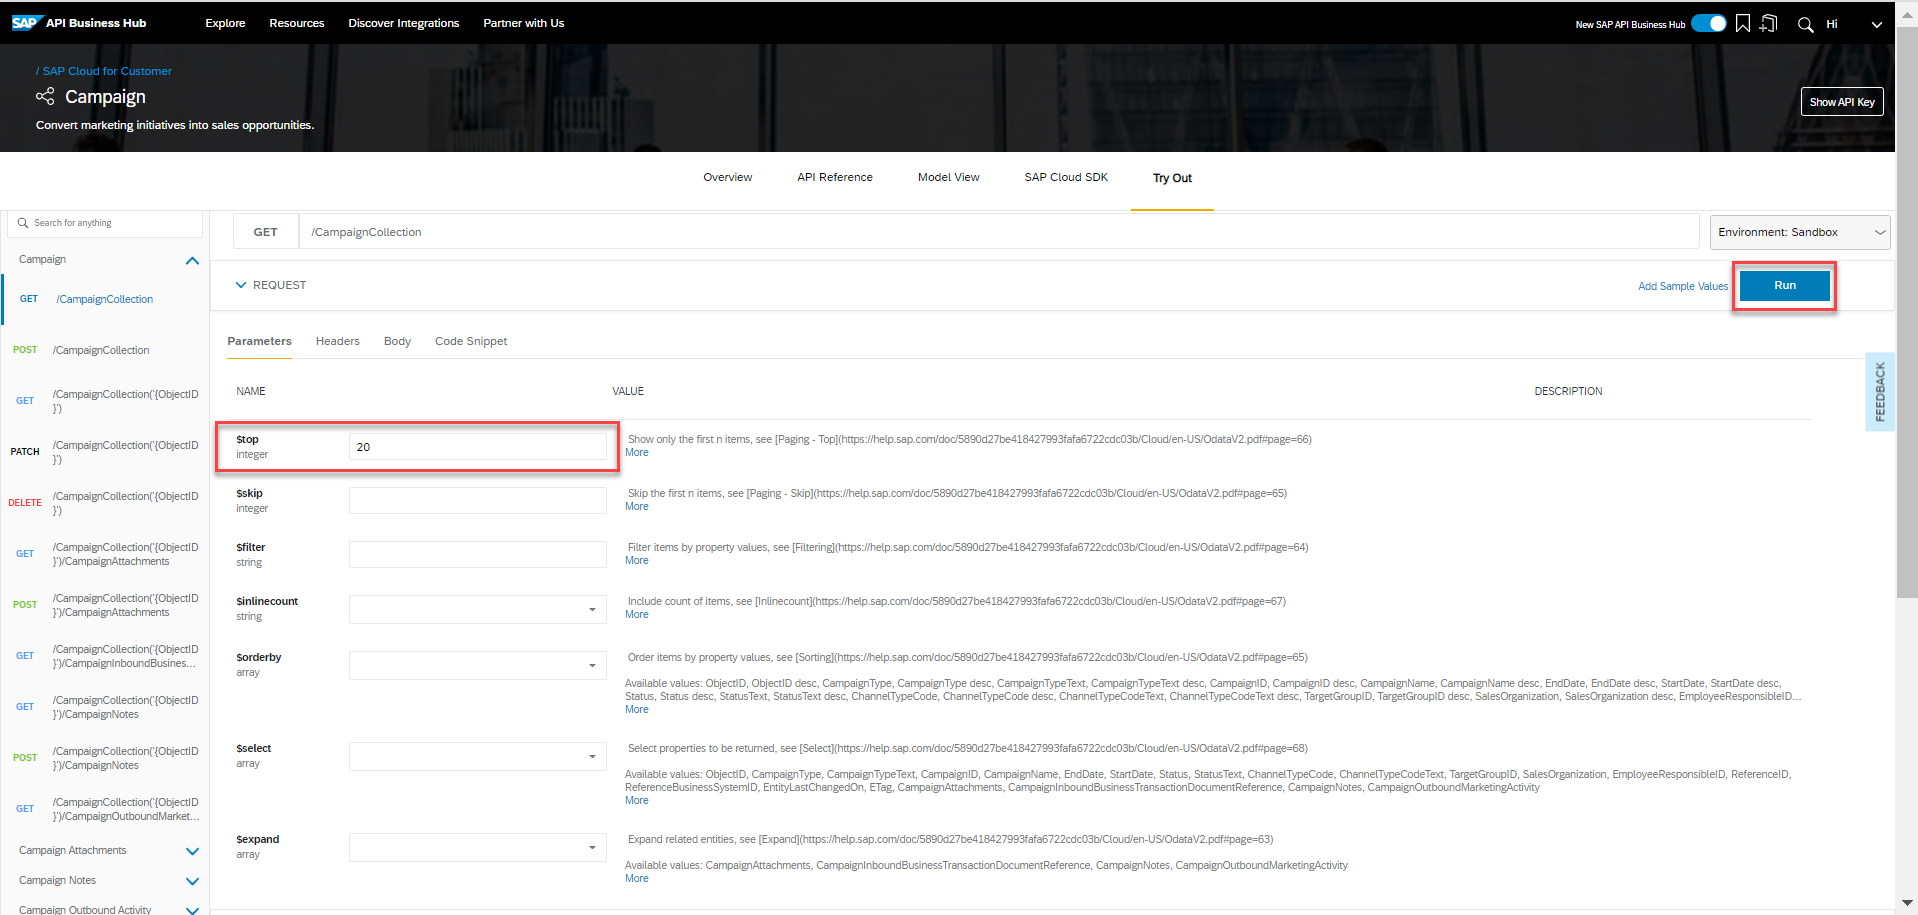 SAP API Business Hub
Explore
Resources
Discover Integrations
Partner with Us
New SAP API Business Hub
Hi
/ SAP Cloud for Customer
Campaign
Convert marketing initiatives into sales opportunities.
Show API Key
Overview
API Reference
Model View
SAP Cloud SDK
Try Out
Search for anything
Campaign
GET /CampaignCollection
POST /CampaignCollection
GET /CampaignCollection('{ObjectID
}')
PATCH /CampaignCollection('{ObjectID
}')
DELETE /CampaignCollection('{ObjectID
}')
GET /CampaignCollection('{ObjectID
}')/CampaignAttachments
POST /CampaignCollection('{ObjectID
}')/CampaignAttachments
GET /CampaignCollection('{ObjectID
}')/CampaignInboundBusines...
GET /CampaignCollection('{ObjectID
}')/CampaignNotes
POST /CampaignCollection('{ObjectID
}')/CampaignNotes
GET /CampaignCollection('{ObjectID
}')/CampaignOutboundMarket...
Campaign Attachments
Campaign Notes
Campaign Outbound Activity
GET /CampaignCollection
Environment: Sandbox
REQUEST
Add Sample Values
Run
Parameters
Headers
Body
Code Snippet
NAME VALUE DESCRIPTION
$top
integer
20
Show only the first n items, see [Paging - Top](https://help.sap.com/doc/5890d27be418427993fafa6722cdc03b/Cloud/en-US/OdataV2.pdf#page=66)
More
$skip
integer
Skip the first n items, see [Paging - Skip](https://help.sap.com/doc/5890d27be418427993fafa6722cdc03b/Cloud/en-US/OdataV2.pdf#page=65)
More
$filter
string
Filter items by property values, see [Filtering](https://help.sap.com/doc/5890d27be418427993fafa6722cdc03b/Cloud/en-US/OdataV2.pdf#page=64)
More
$inlinecount
string
Include count of items, see [Inlinecount](https://help.sap.com/doc/5890d27be418427993fafa6722cdc03b/Cloud/en-US/OdataV2.pdf#page=67)
More
$orderby
array
Order items by property values, see [Sorting](https://help.sap.com/doc/5890d27be418427993fafa6722cdc03b/Cloud/en-US/OdataV2.pdf#page=65)
Available values: ObjectID, ObjectID desc, CampaignType, CampaignType desc, CampaignTypeText, CampaignTypeText desc, CampaignID, CampaignID desc, CampaignName, CampaignName desc, EndDate, EndDate desc, StartDate, StartDate desc,
Status, Status desc, StatusText, StatusText desc, ChannelTypeCode, ChannelTypeCode desc, ChannelTypeCodeText, ChannelTypeCodeText desc, TargetGroupID, TargetGroupID desc, SalesOrganization, SalesOrganization desc, EmployeeResponsibleID...
More
$select
array
Select properties to be returned, see [Select](https://help.sap.com/doc/5890d27be418427993fafa6722cdc03b/Cloud/en-US/OdataV2.pdf#page=68)
Available values: ObjectID, CampaignType, CampaignTypeText, CampaignID, CampaignName, EndDate, StartDate, Status, StatusText, ChannelTypeCode, ChannelTypeCodeText, TargetGroupID, SalesOrganization, EmployeeResponsibleID, ReferenceID,
ReferenceBusinessSystemID, EntityLastChangedOn, ETag, CampaignAttachments, CampaignInboundBusinessTransactionDocumentReference, CampaignNotes, CampaignOutboundMarketingActivity
More
$expand
array
Expand related entities, see [Expand](https://help.sap.com/doc/5890d27be418427993fafa6722cdc03b/Cloud/en-US/OdataV2.pdf#page=63)
Available values: CampaignAttachments, CampaignInboundBusinessTransactionDocumentReference, CampaignNotes, CampaignOutboundMarketingActivity
More
FEEDBACK